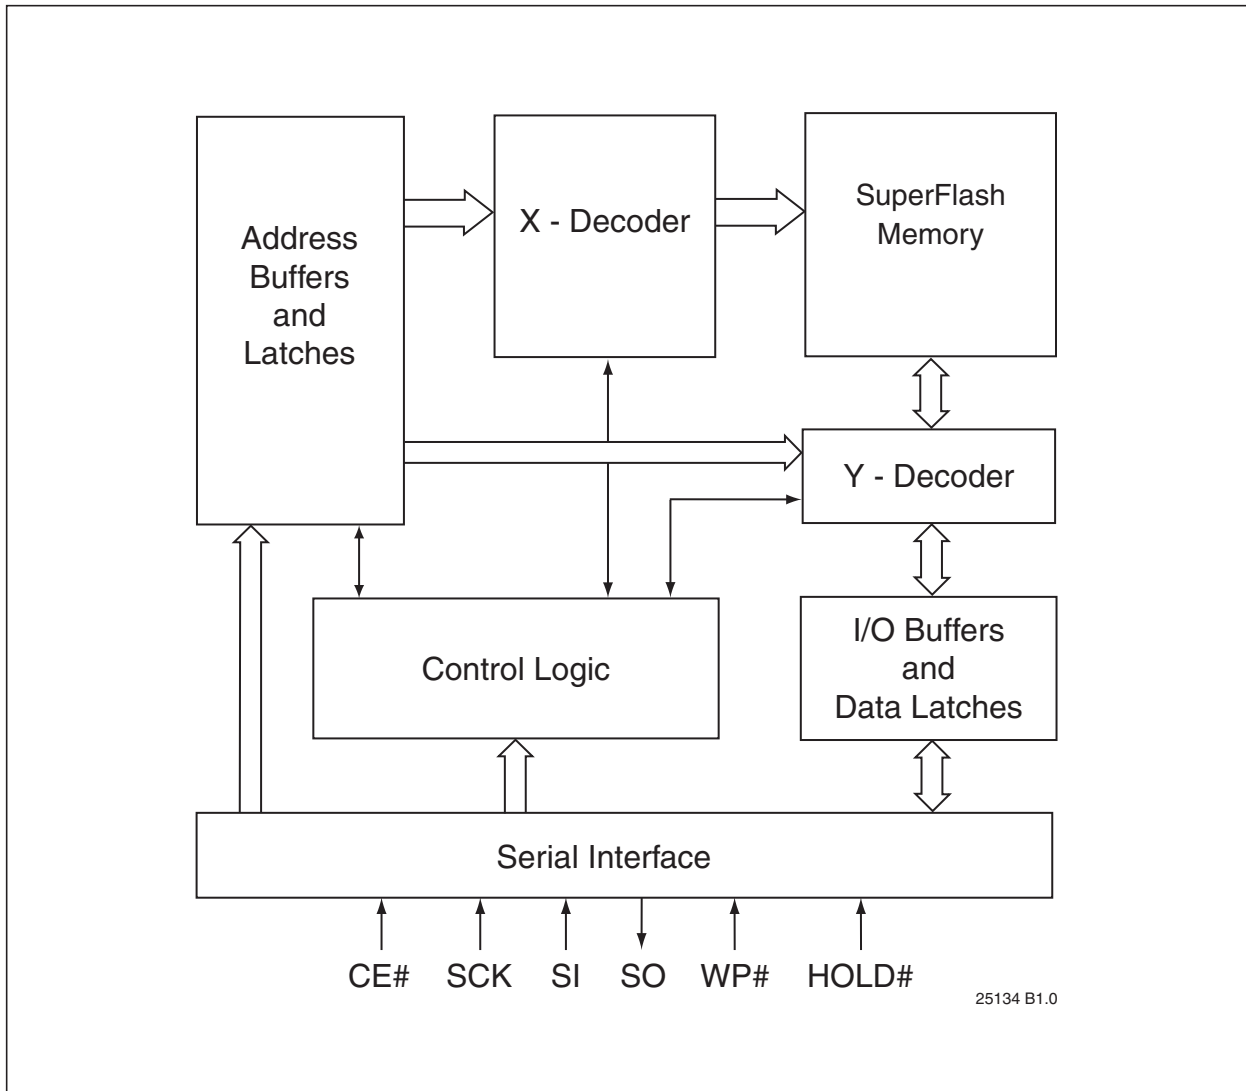 Address
Buffers
and
Latches
X - Decoder
SuperFlash
Memory
Y - Decoder
Control Logic
I/O Buffers
and
Data Latches
Serial Interface
CE# SCK SI SO WP# HOLD#
25134 B1.0